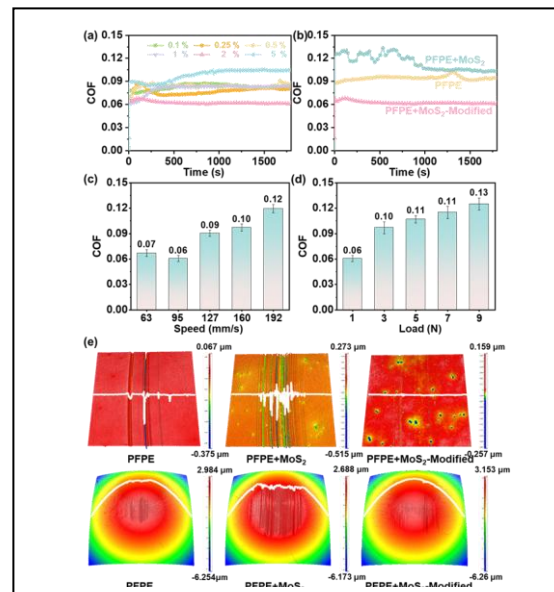 (a)
0.1 % 0.25 % 0.5 %
1 % 2 % 5 %
COF
0.15
0.12
0.09
0.06
0.03
0.00
0 500 1000 1500
Time (s)
(b)
PFPE+MoS₂
PFPE
PFPE+MoS₂-Modified
COF
0.15
0.12
0.09
0.06
0.03
0.00
0 500 1000 1500
Time (s)
(c)
COF
0.15
0.12
0.09
0.06
0.03
0.00
0.07 0.06 0.09 0.10 0.12
63 95 127 160 192
Speed (mm/s)
(d)
COF
0.15
0.12
0.09
0.06
0.03
0.00
0.06 0.10 0.11 0.11 0.13
1 3 5 7 9
Load (N)
(e)
0.067 μm 0.273 μm 0.159 μm
-0.375 μm -0.515 μm -0.257 μm
PFPE PFPE+MoS₂ PFPE+MoS₂-Modified
2.984 μm 2.688 μm 3.153 μm
-6.254μm -6.173 μm -6.26 μm
PFPE PFPE+MoS₂ PFPE+MoS₂-Modified